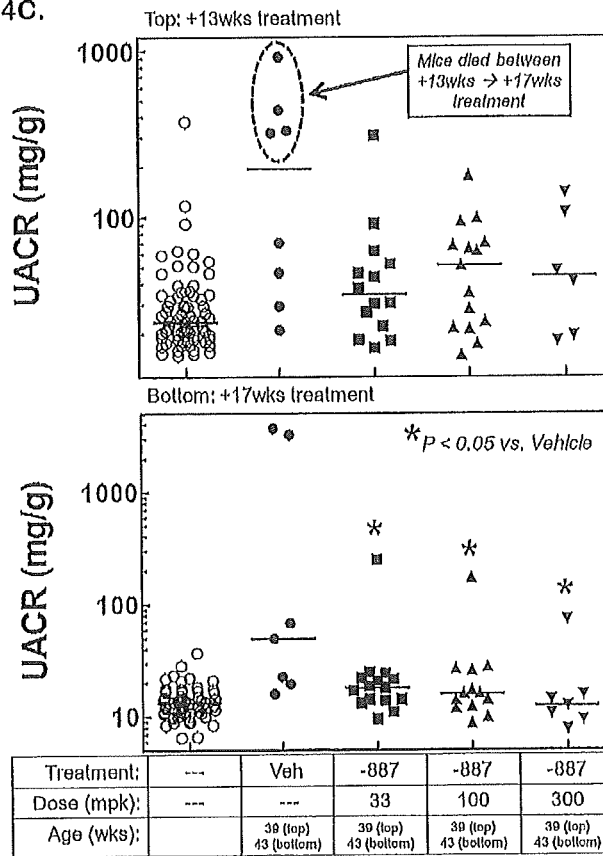 4C.
Top: +13wks treatment
1000
100
UACR (mg/g)
Mice died between
+13wks → +17wks
treatment
Bottom: +17wks treatment
* P < 0.05 vs. Vehicle
1000
100
10
UACR (mg/g)
*
*
*
Treatment: --- Veh -887 -887 -887
Dose (mpk): --- --- 33 100 300
Age (wks): 39 (top) 39 (top) 39 (top) 39 (top)
43 (bottom) 43 (bottom) 43 (bottom) 43 (bottom)